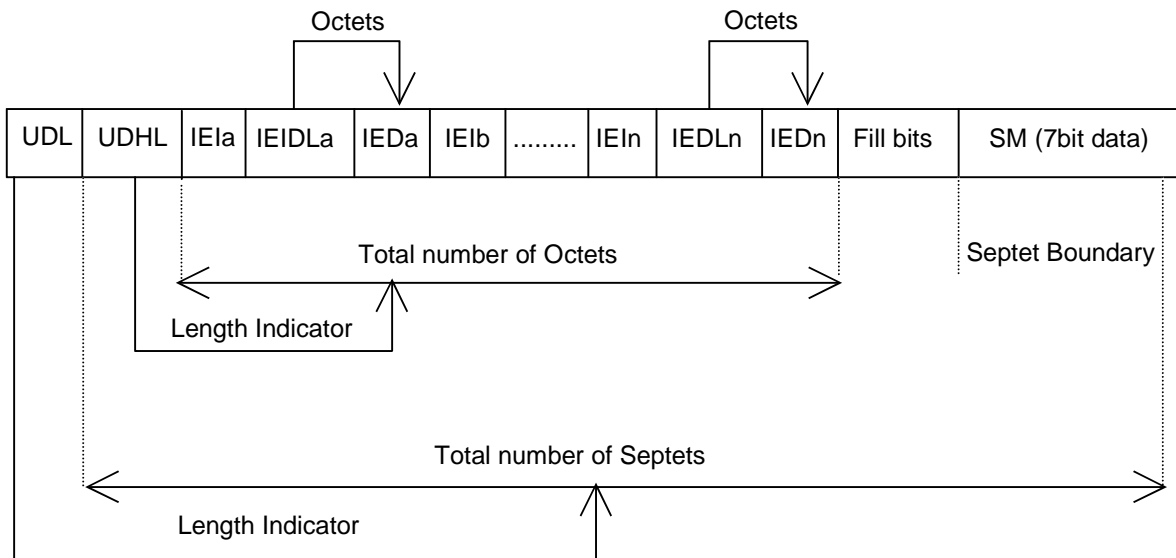 Octets Octets
UDL UDHL IEIa IEIDLa IEDa IEIb ......... IEIn IEDLn IEDn Fill bits SM (7bit data)
Total number of Octets Septet Boundary
Length Indicator
Total number of Septets
Length Indicator